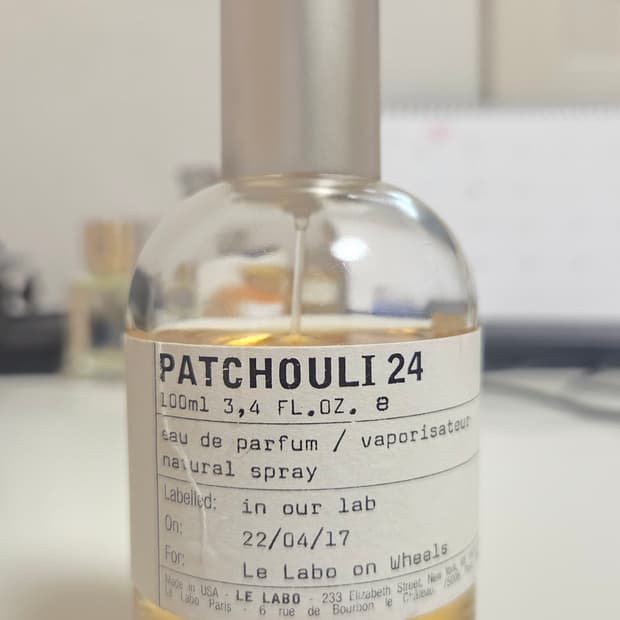 PATCHOULI 24
100ml 3,4 FL.OZ. e
eau de parfum / vaporisateur
natural spray
Labelled: in our lab
On: 22/04/17
For: Le Labo on Wheels
Made in USA - LE LABO - 233 Elizabeth Street, New York,
Le Labo Paris - 6 rue de Bourbon le Château